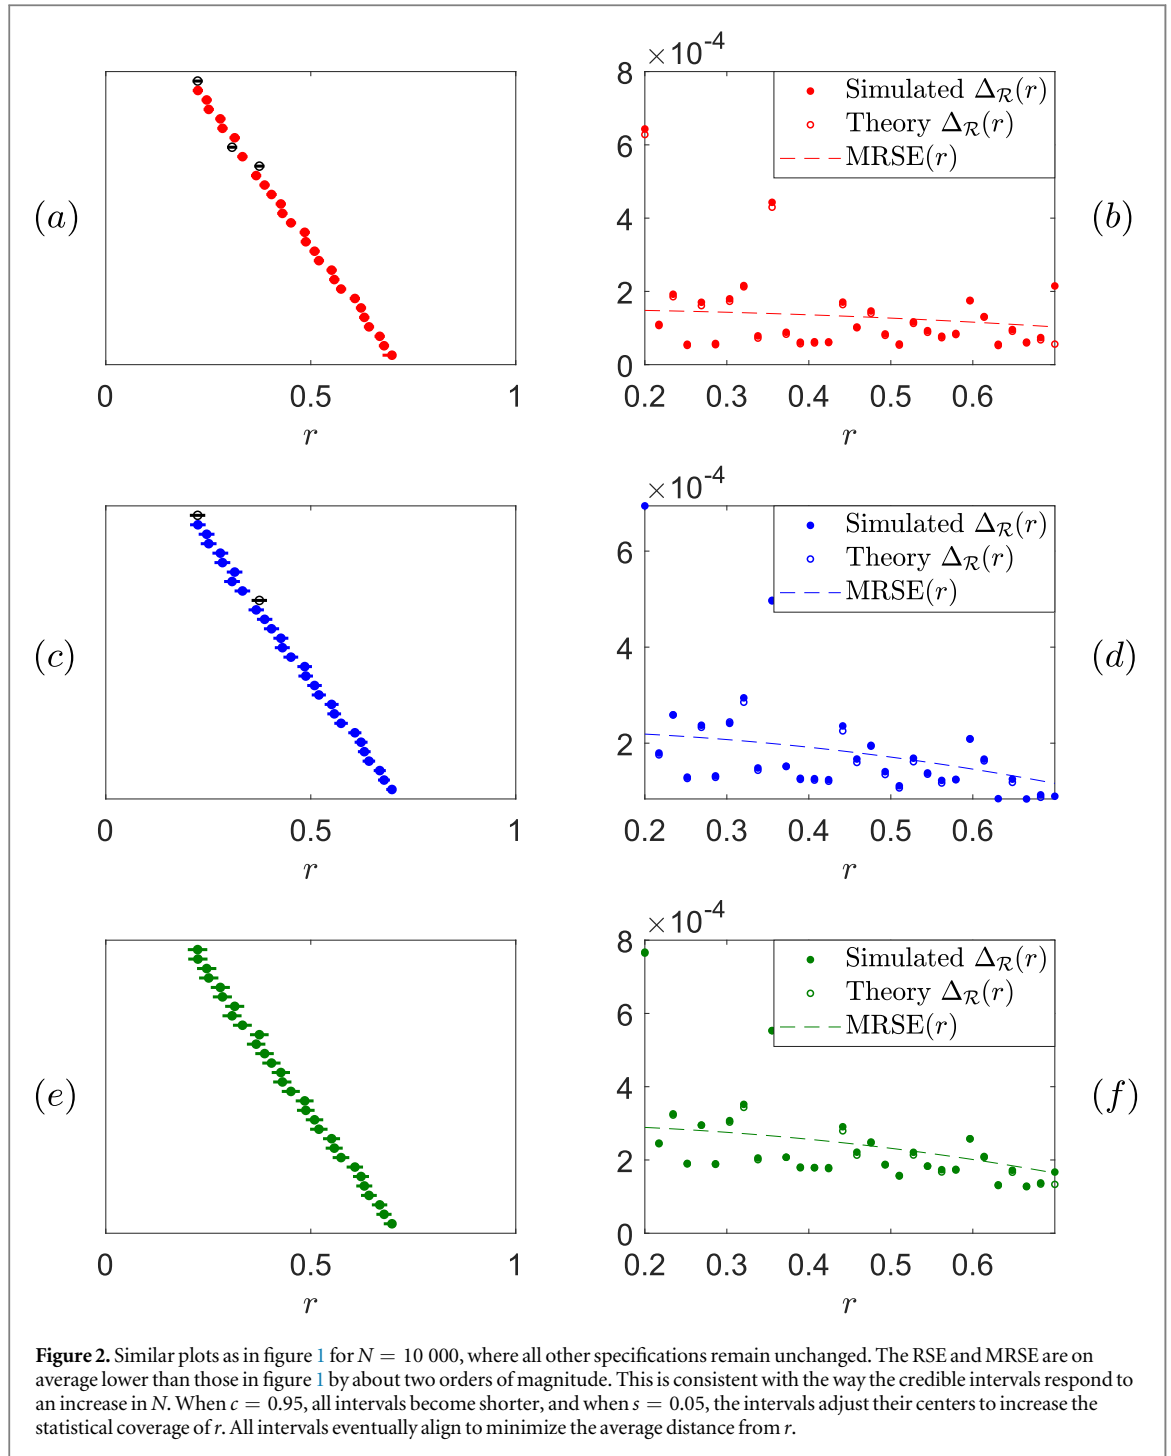 ×10⁻⁴
8
6
4
2
0
Simulated Δ_ℛ(r)
Theory Δ_ℛ(r)
MRSE(r)
(a)
(b)
0 0.5 1
0.2 0.3 0.4 0.5 0.6
r
r
×10⁻⁴
6
4
2
Simulated Δ_ℛ(r)
Theory Δ_ℛ(r)
MRSE(r)
(c)
(d)
0 0.5 1
0.2 0.3 0.4 0.5 0.6
r
r
×10⁻⁴
8
6
4
2
0
Simulated Δ_ℛ(r)
Theory Δ_ℛ(r)
MRSE(r)
(e)
(f)
0 0.5 1
0.2 0.3 0.4 0.5 0.6
r
r
Figure 2. Similar plots as in figure 1 for N = 10 000, where all other specifications remain unchanged. The RSE and MRSE are on
average lower than those in figure 1 by about two orders of magnitude. This is consistent with the way the credible intervals respond to
an increase in N. When c = 0.95, all intervals become shorter, and when s = 0.05, the intervals adjust their centers to increase the
statistical coverage of r. All intervals eventually align to minimize the average distance from r.